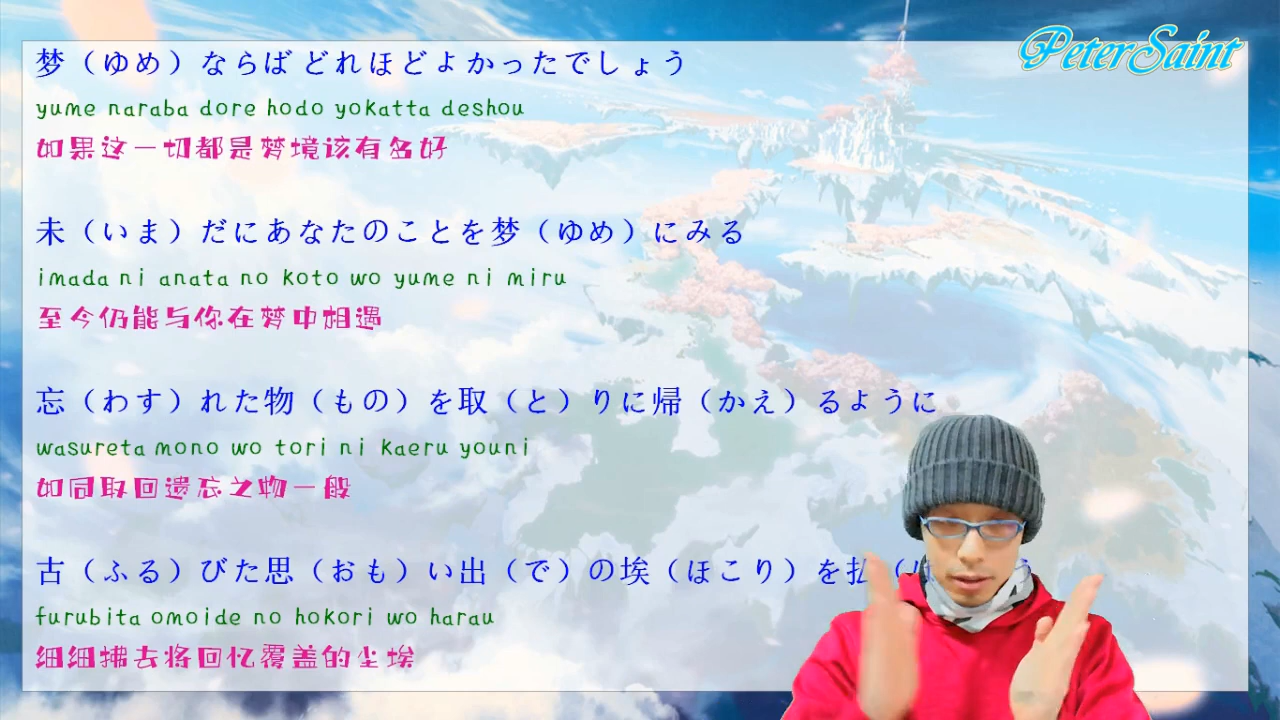 PeterSaint
梦（ゆめ）ならばどれほどよかったでしょう
yume naraba dore hodo yokatta deshou
如果这一切都是梦境该有多好
未（いま）だにあなたのことを梦（ゆめ）にみる
imada ni anata no koto wo yume ni miru
至今仍能与你在梦中相遇
忘（わす）れた物（もの）を取（と）りに帰（かえ）るように
wasureta mono wo tori ni kaeru youni
如同取回遗忘之物一般
古（ふる）びた思（おも）い出（で）の埃（ほこり）を払
furubita omoide no hokori wo harau
细细拂去将回忆覆盖的尘埃